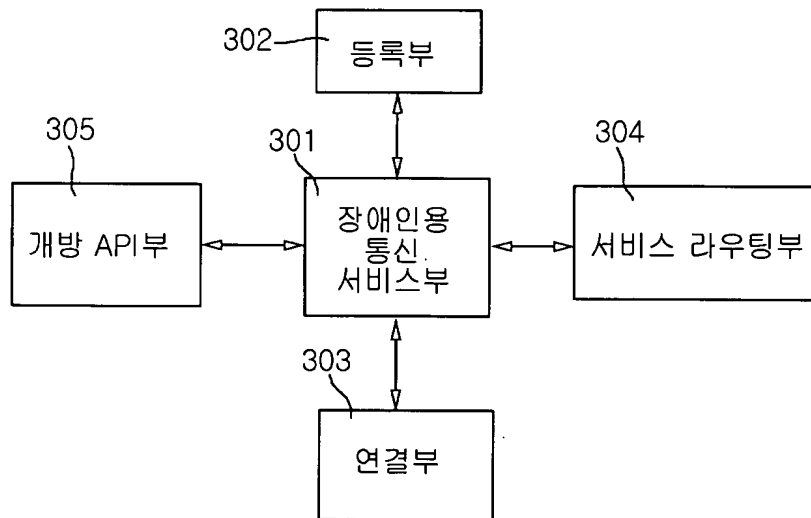 302
등록부
305
301
304
개방 API부
장애인용
통신
서비스부
서비스 라우팅부
303
연결부